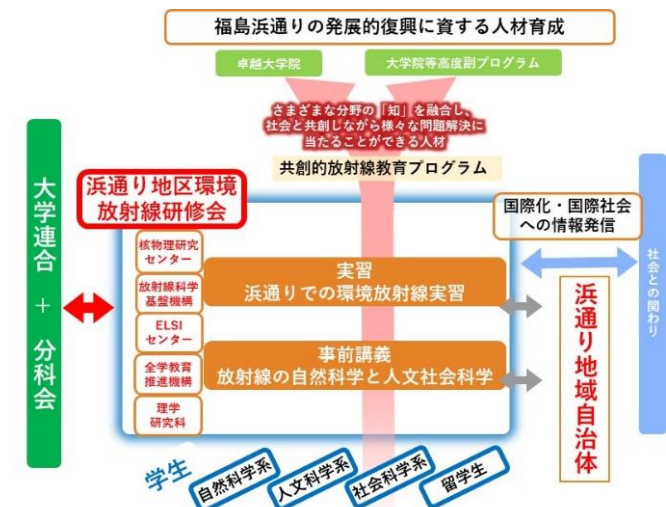 福島浜通りの発展的復興に資する人材育成
卓越大学院
大学院等高度副プログラム
さまざまな分野の「知」を融合し、
社会と共創しながら様々な問題解決に
当たることができる人材
共創的放射線教育プログラム
大学連合 + 分科会
浜通り地区環境
放射線研修会
国際化・国際社会
への情報発信
社会との関わり
核物理研究
センター
放射線科学
基盤機構
ELSI
センター
全学教育
推進機構
理学
研究科
実習
浜通りでの環境放射線実習
事前講義
放射線の自然科学と人文社会科学
浜通り地域自治体
学生
自然科学系
人文科学系
社会科学系
留学生